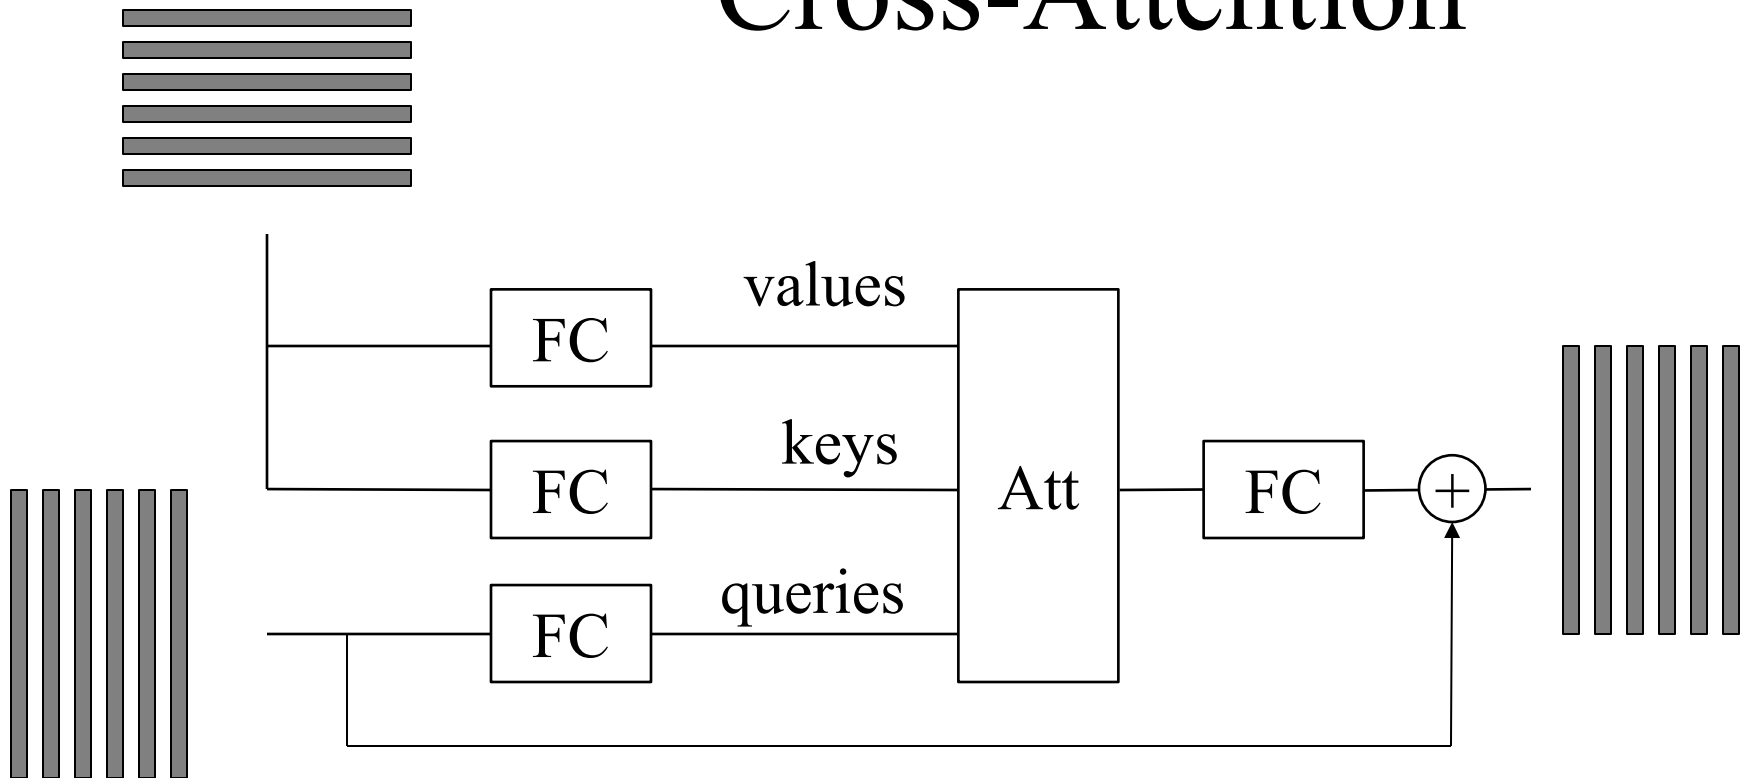 Cross-Attention
values
FC
keys
FC
Att
FC
+
queries
FC